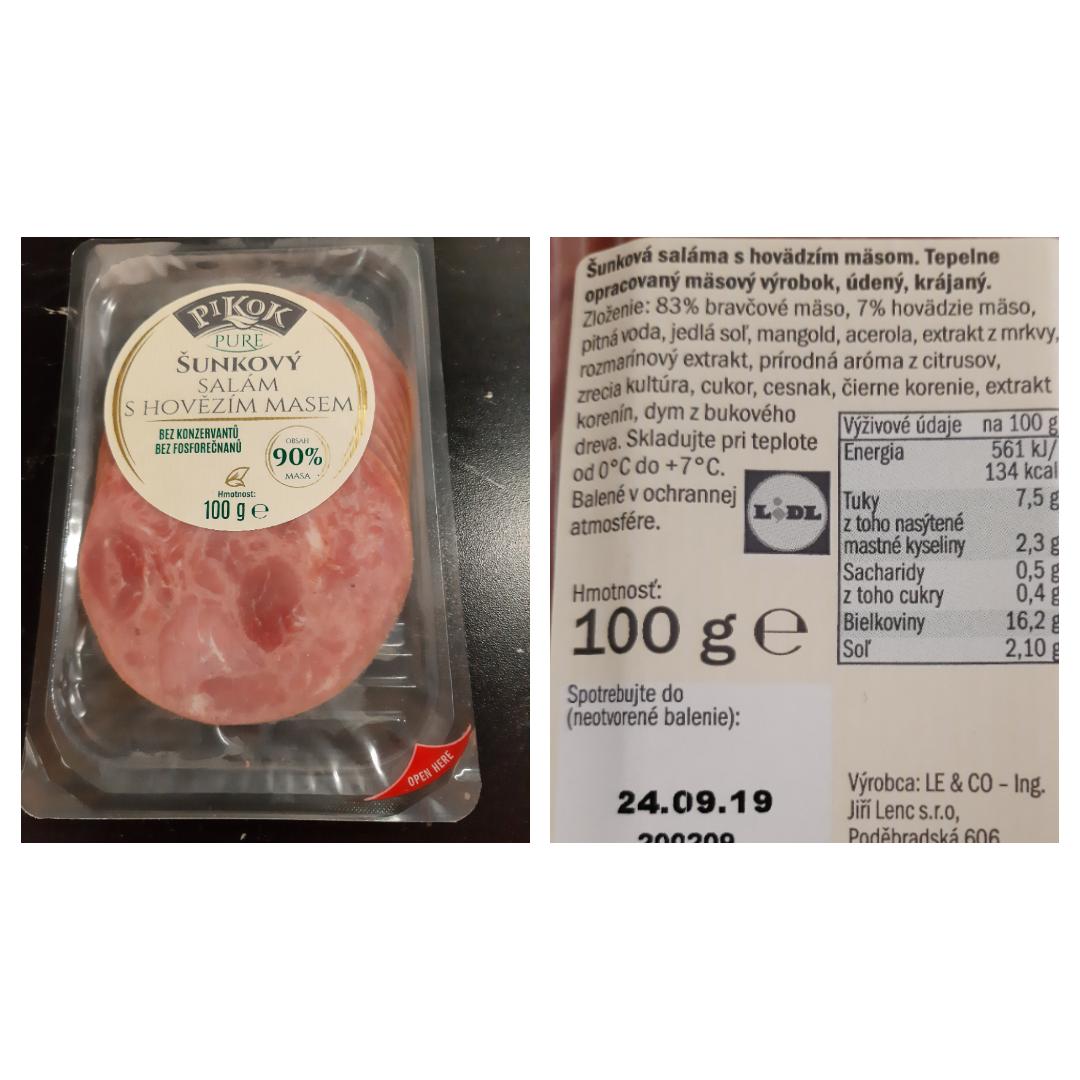 PIKOK
PURE
ŠUNKOVÝ
SALÁM
S HOVĚZÍM MASEM
BEZ KONZERVANTŮ
BEZ FOSFOREČNANŮ
OBSAH
90%
MASA
Hmotnost:
100 g e
OPEN HERE
Šunková saláma s hovädzím mäsom. Tepelne
opracovaný mäsový výrobok, údený, krájaný.
Zloženie: 83% bravčové mäso, 7% hovädzie mäso,
pitná voda, jedlá soľ, mangold, acerola, extrakt z mrkvy,
rozmarínový extrakt, prírodná aróma z citrusov,
zrecia kultúra, cukor, cesnak, čierne korenie, extrakt
korenín, dym z bukového
dreva. Skladujte pri teplote
od 0°C do +7°C.
Balené v ochrannej
atmosfére.
LIDL
Výživové údaje na 100 g
Energia 561 kJ/
134 kcal
Tuky 7,5 g
z toho nasýtené
mastné kyseliny 2,3 g
Sacharidy 0,5 g
z toho cukry 0,4 g
Bielkoviny 16,2 g
Soľ 2,10 g
Hmotnosť:
100 g e
Spotrebujte do
(neotvorené balenie):
24.09.19
200209
Výrobca: LE & CO – Ing.
Jiří Lenc s.r.o,
Poděbradská 606